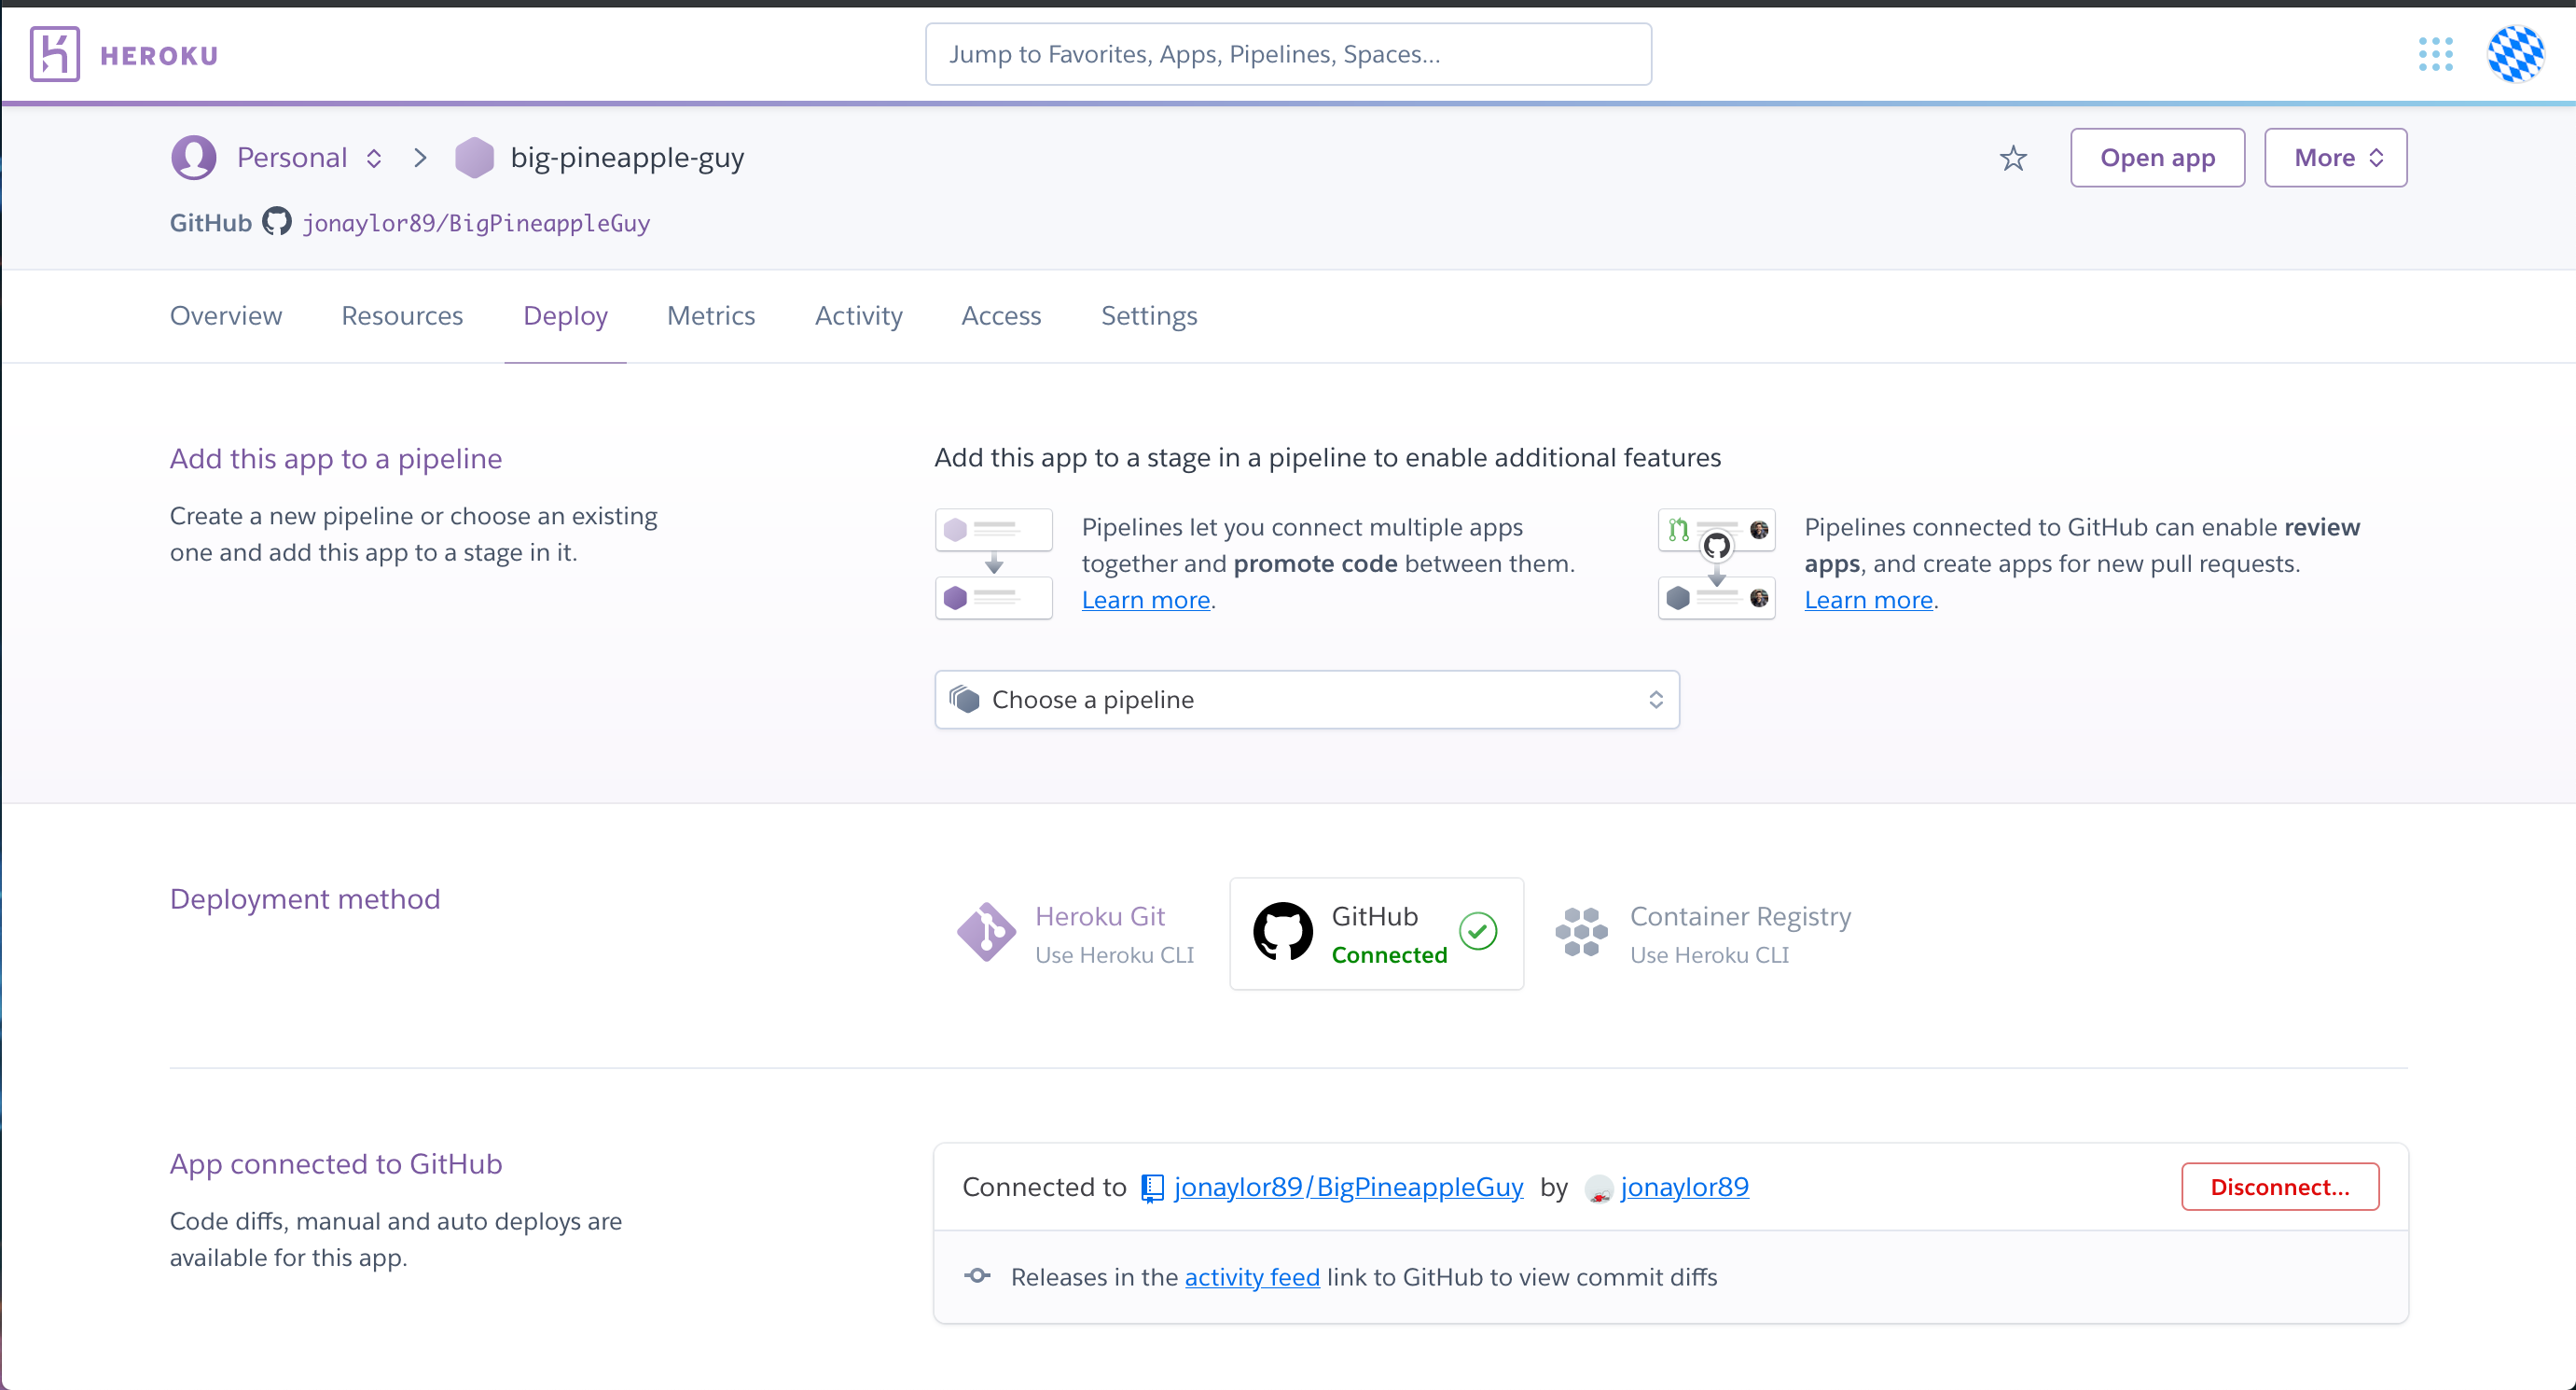 HEROKU
Jump to Favorites, Apps, Pipelines, Spaces...
Personal
big-pineapple-guy
Open app
More
GitHub jonaylor89/BigPineappleGuy
Overview
Resources
Deploy
Metrics
Activity
Access
Settings
Add this app to a pipeline
Create a new pipeline or choose an existing
one and add this app to a stage in it.
Add this app to a stage in a pipeline to enable additional features
Pipelines let you connect multiple apps
together and promote code between them.
Learn more.
Pipelines connected to GitHub can enable review
apps, and create apps for new pull requests.
Learn more.
Choose a pipeline
Deployment method
Heroku Git
Use Heroku CLI
GitHub
Connected
Container Registry
Use Heroku CLI
App connected to GitHub
Code diffs, manual and auto deploys are
available for this app.
Connected to jonaylor89/BigPineappleGuy by jonaylor89
Disconnect...
Releases in the activity feed link to GitHub to view commit diffs